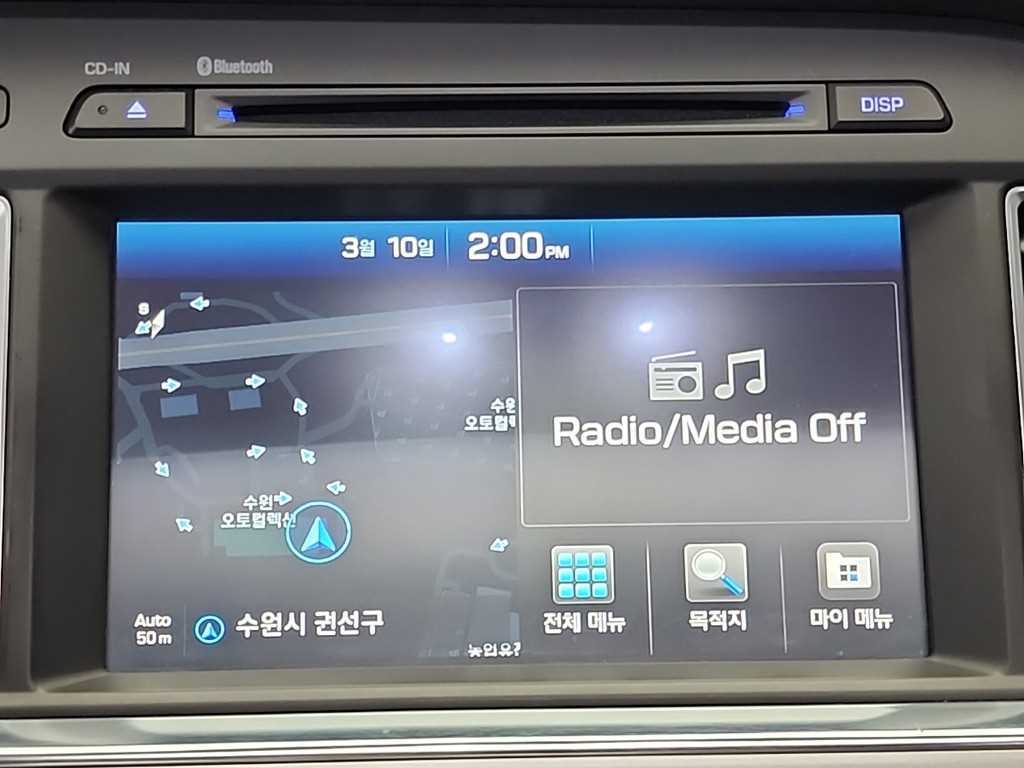 CD-IN
Bluetooth
DISP
3월 10일
2:00 PM
S
수원
오토컬렉
Radio/Media Off
수원
오토컬렉션
Auto
50m
수원시 권선구
전체 메뉴
목적지
마이 메뉴